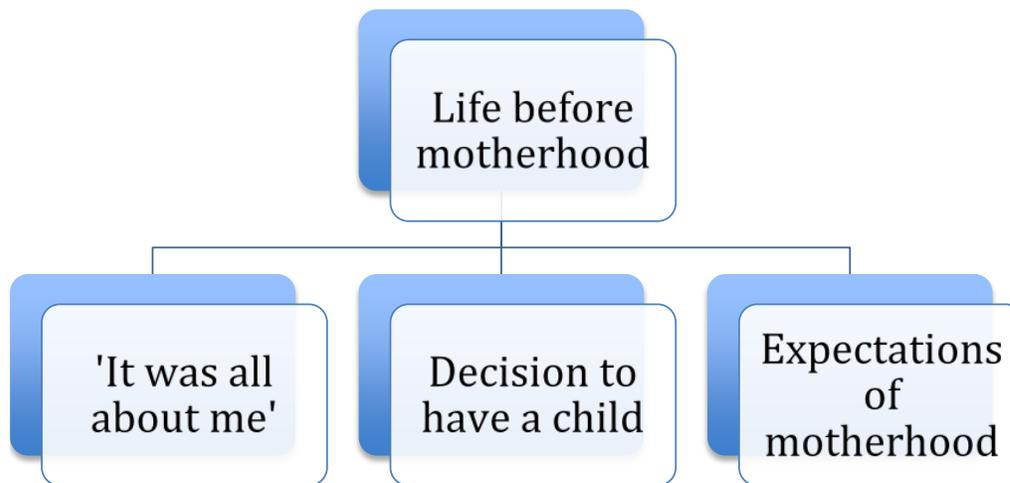 Life before
motherhood
'It was all
about me'
Decision to
have a child
Expectations
of
motherhood